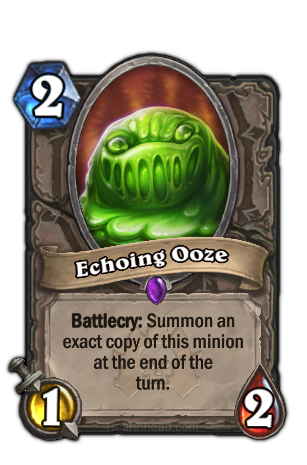 2
Echoing Ooze
Battlecry: Summon an
exact copy of this minion
at the end of the
turn.
1
2